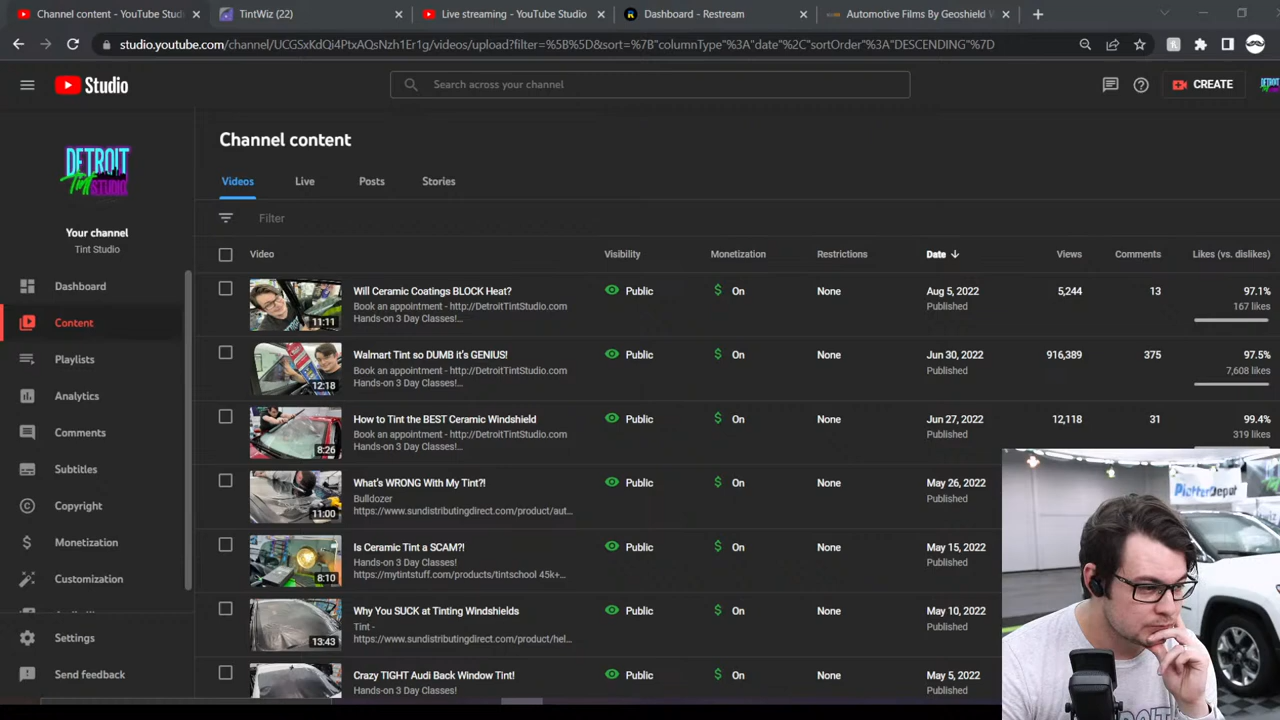 Channel content - YouTube Studi
TintWiz (22)
Live streaming - YouTube Studio
Dashboard - Restream
Automotive Films By Geoshield W
studio.youtube.com/channel/UCGSxKdQi4PtxAQsNzh1Er1g/videos/upload?filter=%5B%5D&sort=%7B"columnType"%3A"date"%2C"sortOrder"%3A"DESCENDING"%7D
Studio
Search across your channel
CREATE
DETROIT
Tint STUDIO
Your channel
Tint Studio
Dashboard
Content
Playlists
Analytics
Comments
Subtitles
Copyright
Monetization
Customization
Settings
Send feedback
Channel content
Videos Live Posts Stories
Filter
Video Visibility Monetization Restrictions Date Views Comments Likes (vs. dislikes)
Will Ceramic Coatings BLOCK Heat? Public $ On None Aug 5, 2022 5,244 13 97.1%
Book an appointment - http://DetroitTintStudio.com Published 167 likes
Hands-on 3 Day Classes!...
11:11
Walmart Tint so DUMB it's GENIUS! Public $ On None Jun 30, 2022 916,389 375 97.5%
Book an appointment - http://DetroitTintStudio.com Published 7,608 likes
Hands-on 3 Day Classes!...
12:18
How to Tint the BEST Ceramic Windshield Public $ On None Jun 27, 2022 12,118 31 99.4%
Book an appointment - http://DetroitTintStudio.com Published 319 likes
Hands-on 3 Day Classes!...
8:26
What's WRONG With My Tint?! Public $ On None May 26, 2022
Bulldozer Published
https://www.sundistributingdirect.com/product/aut...
11:00
Is Ceramic Tint a SCAM?! Public $ On None May 15, 2022
Hands-on 3 Day Classes! Published
https://mytintstuff.com/products/tintschool 45k+...
8:10
Why You SUCK at Tinting Windshields Public $ On None May 10, 2022
Tint - Published
https://www.sundistributingdirect.com/product/hel...
13:43
Crazy TIGHT Audi Back Window Tint! Public $ On None May 5, 2022
Hands-on 3 Day Classes! Published
PlotterDepot
DETROIT